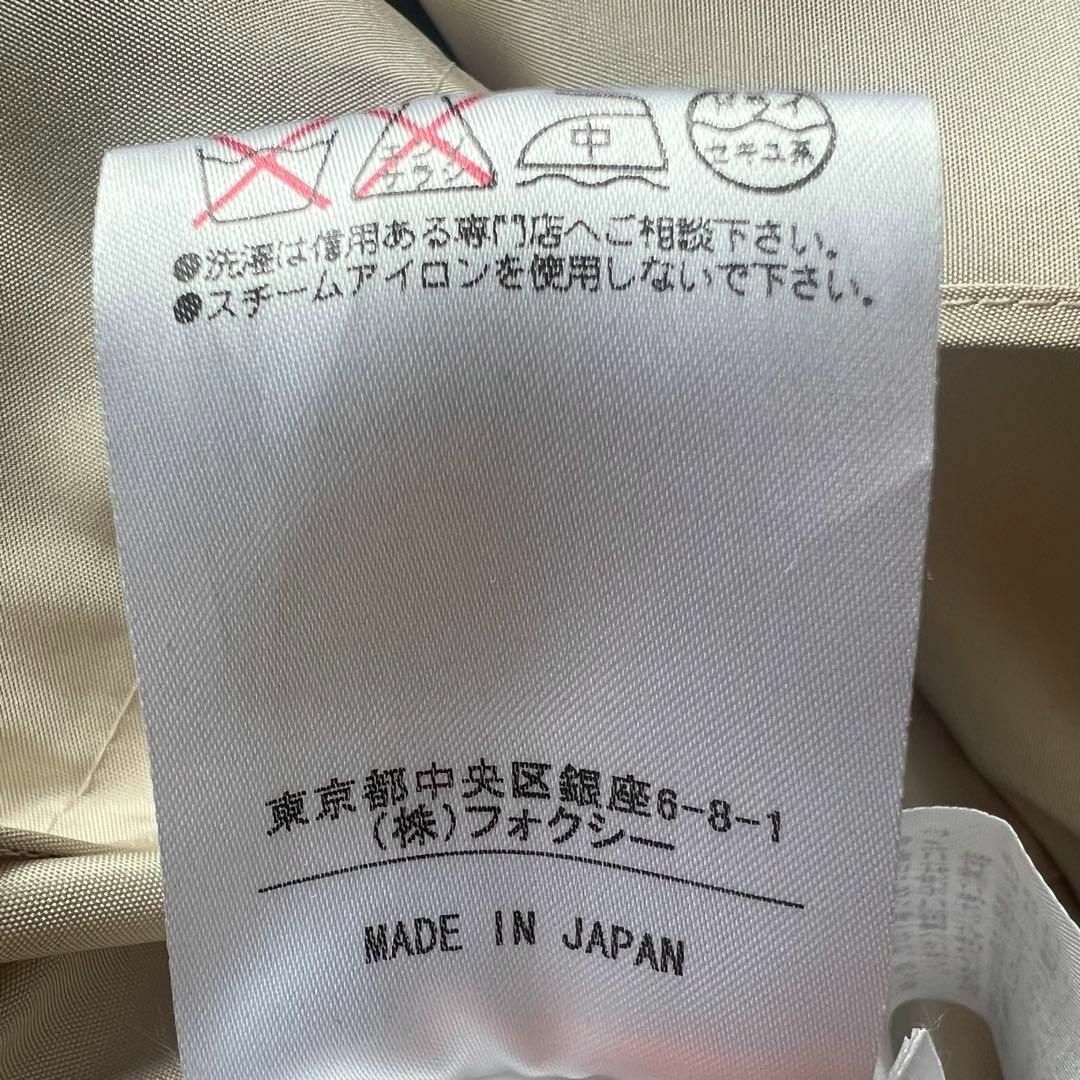 サラシ
中
ドライ
セキユ系
●洗濯は信用ある専門店へご相談下さい。
●スチームアイロンを使用しないで下さい。
東京都中央区銀座6-8-1
(株)フォクシー
MADE IN JAPAN